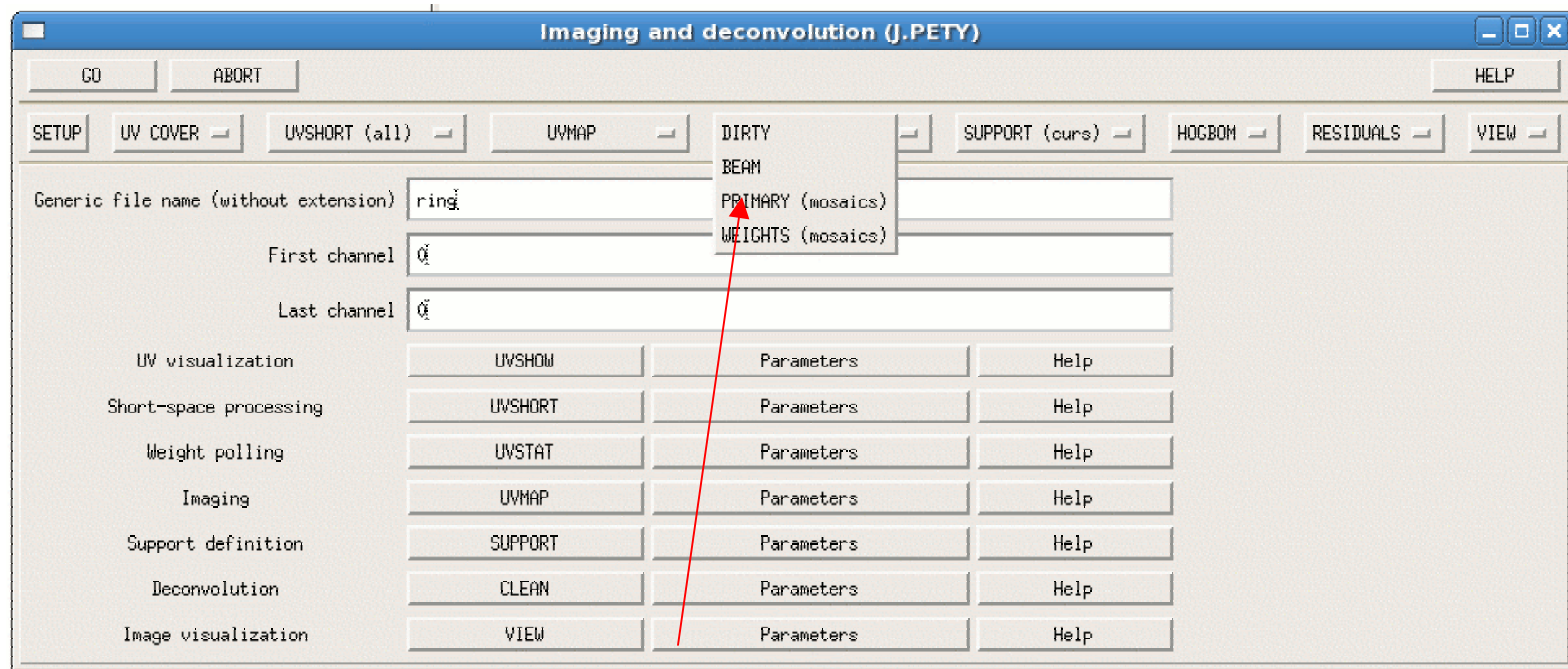 Imaging and deconvolution (J.PETY)
GO ABORT HELP
SETUP UV COVER UVSHORT (all) UVMAP DIRTY SUPPORT (curs) HOGBOM RESIDUALS VIEW
BEAM
Generic file name (without extension) ring PRIMARY (mosaics)
WEIGHTS (mosaics)
First channel 0
Last channel 0
UV visualization UVSHOW Parameters Help
Short-space processing UVSHORT Parameters Help
Weight polling UVSTAT Parameters Help
Imaging UVMAP Parameters Help
Support definition SUPPORT Parameters Help
Deconvolution CLEAN Parameters Help
Image visualization VIEW Parameters Help